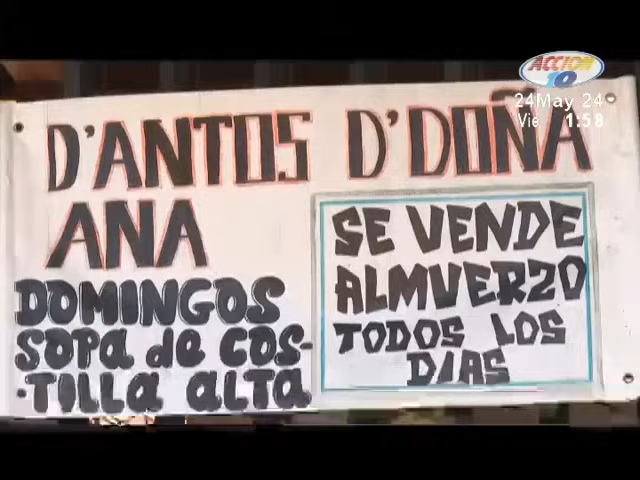 ACCION
10
24May 24
Vie 1:58
D'ANTOS D'DOÑA
ANA
DOMINGOS
SOPA de COS-
-TILLA ALTA
SE VENDE
ALMUERZO
TODOS LOS
DIAS